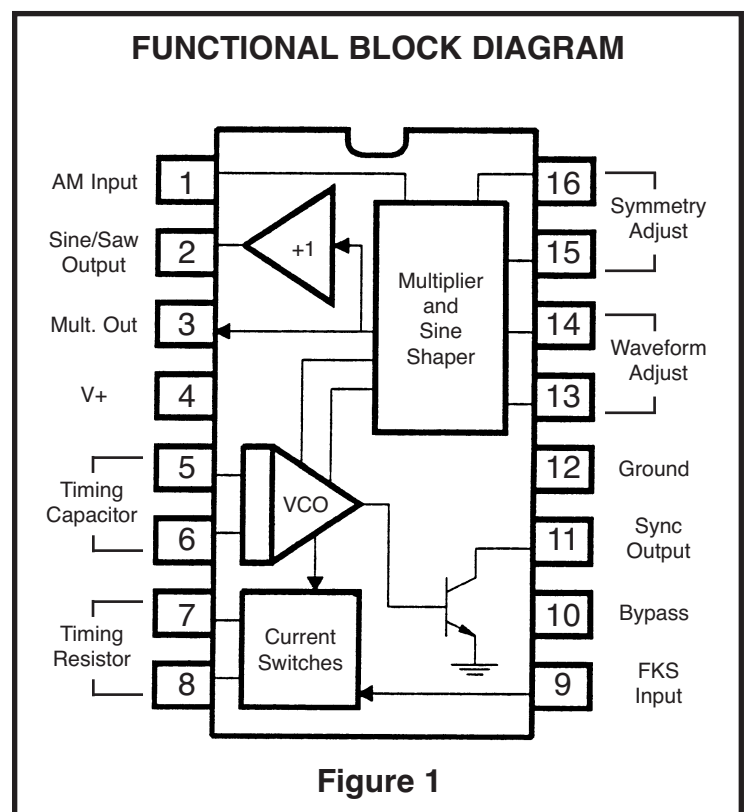 FUNCTIONAL BLOCK DIAGRAM
AM Input
1
Sine/Saw
Output
2
Mult. Out
3
V+
4
Timing
Capacitor
5
6
Timing
Resistor
7
8
+1
Multiplier
and
Sine
Shaper
VCO
Current
Switches
16
15
Symmetry
Adjust
14
13
Waveform
Adjust
12
Ground
11
Sync
Output
10
Bypass
9
FKS
Input
Figure 1